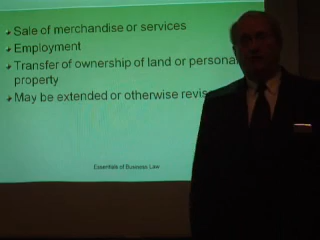 Sale of merchandise or services
Employment
Transfer of ownership of land or personal
property
May be extended or otherwise
Essentials of Business Law